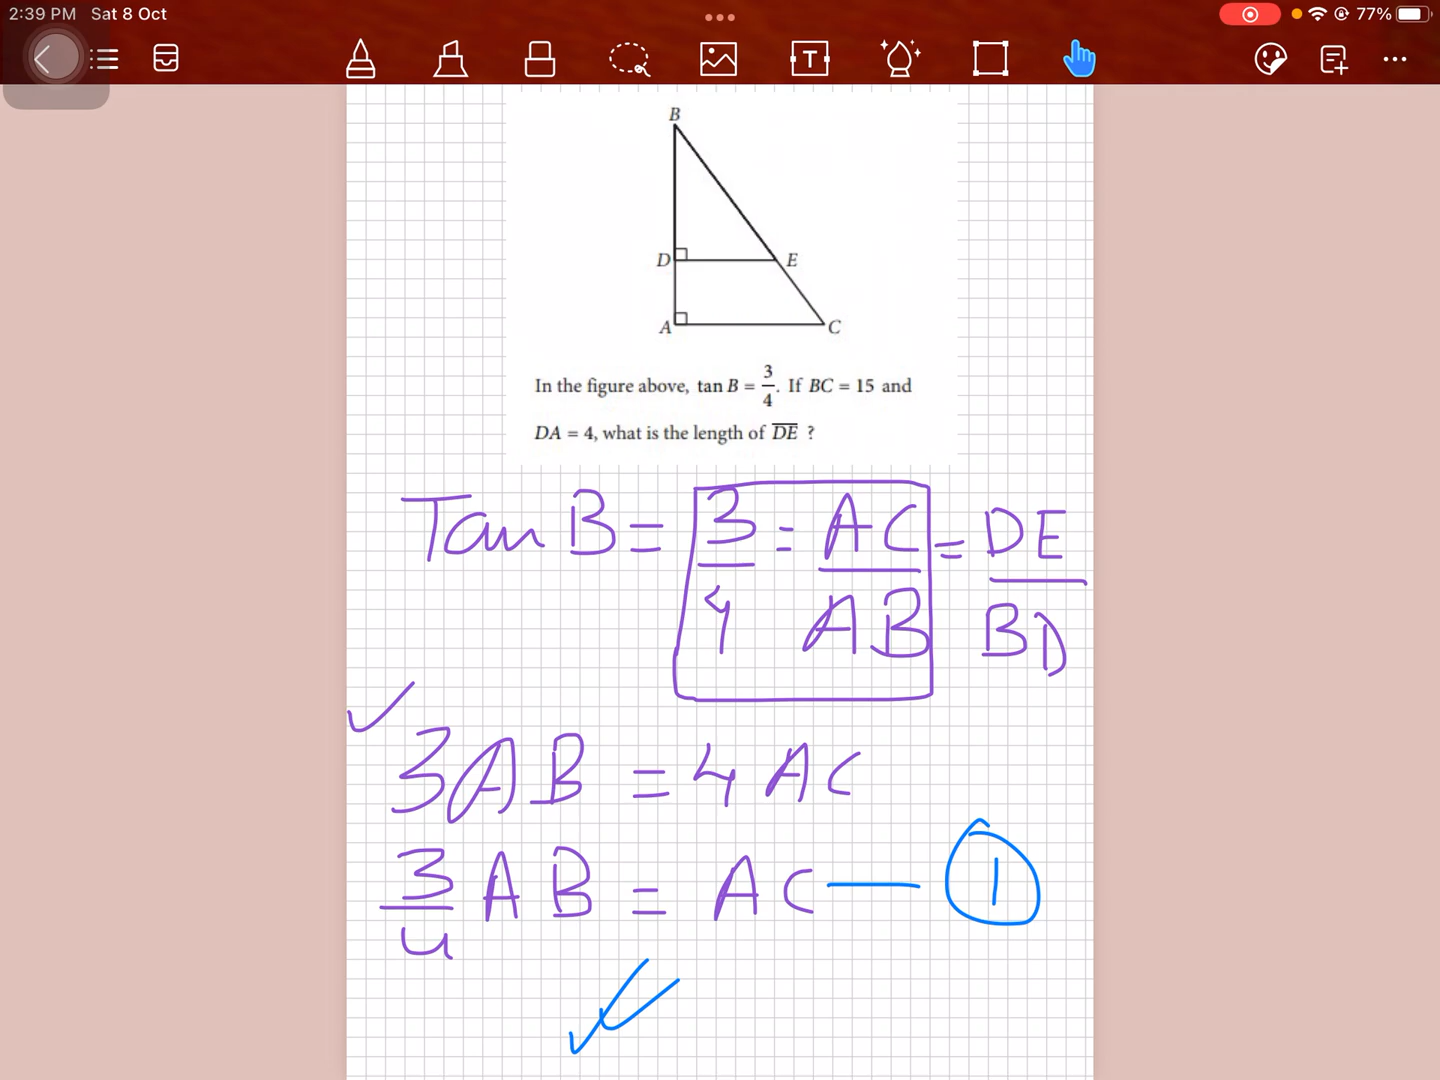 2:39 PM Sat 8 Oct
77%
T
B
D
E
A
C
In the figure above, tan B = 3/4. If BC = 15 and
DA = 4, what is the length of DE ?
Tan B = 3/4 = AC/AB = DE/BD
3AB = 4AC
3/4 AB = AC — 1